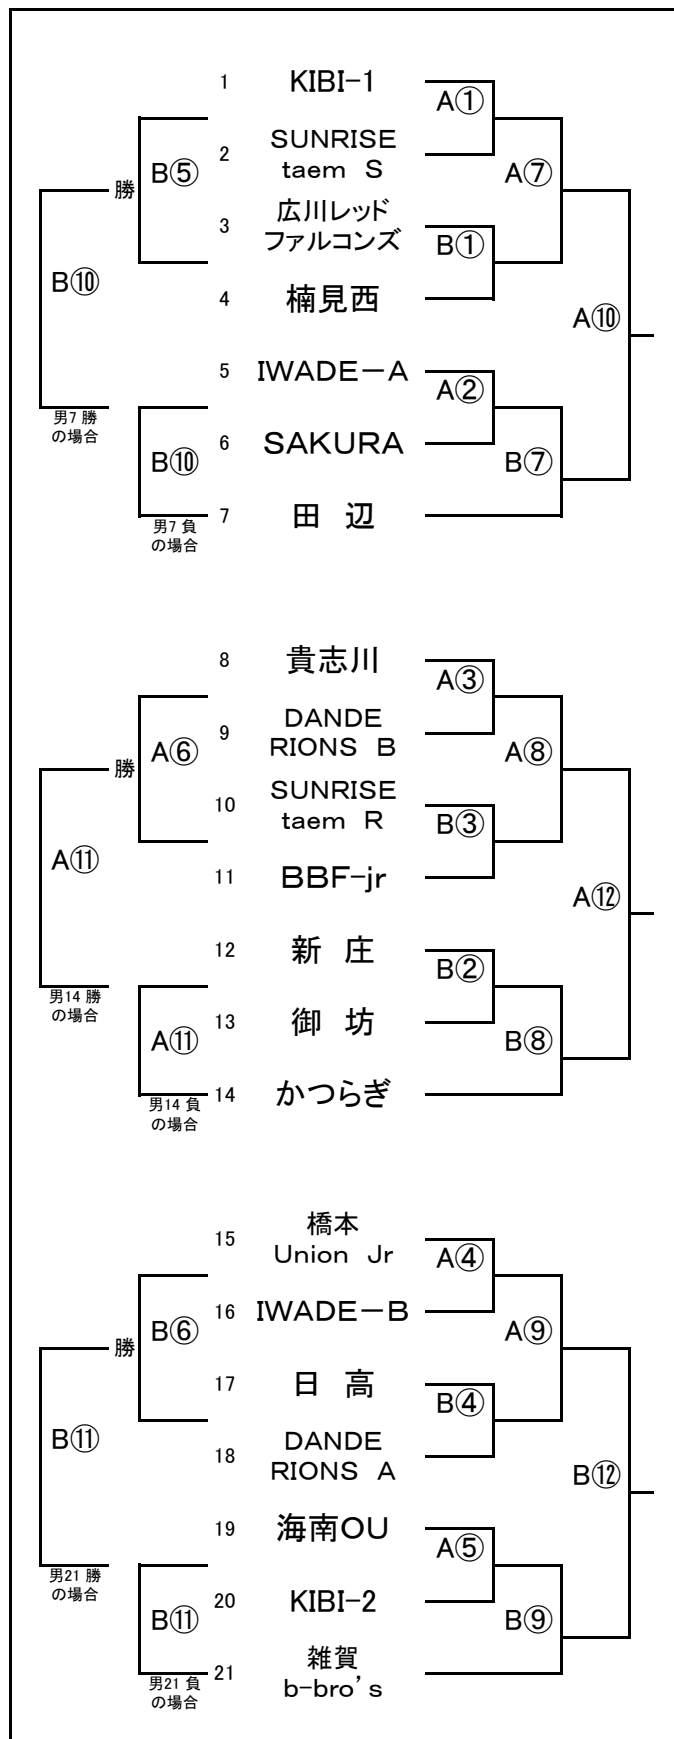 1 KIBI-1
A①
SUNRISE
2 taem S
B⑤
A⑦
勝
3 広川レッド
ファルコンズ
B①
B⑩
4 楠見西
A⑩
5 IWADE－A
A②
男7 勝
の場合
6 SAKURA
B⑩
B⑦
7 田 辺
男7 負
の場合
8 貴志川
A③
9 DANDE
RIONS B
A⑥
A⑧
勝
10 SUNRISE
taem R
B③
A⑪
11 BBF-jr
A⑫
12 新 庄
B②
男14 勝
の場合
13 御 坊
A⑪
B⑧
14 かつらぎ
男14 負
の場合
15 橋本
Union Jr
A④
16 IWADE－B
B⑥
A⑨
勝
17 日 高
B④
B⑪
18 DANDE
RIONS A
B⑫
19 海南OU
A⑤
男21 勝
の場合
20 KIBI-2
B⑪
B⑨
21 雑賀
b-bro's
男21 負
の場合